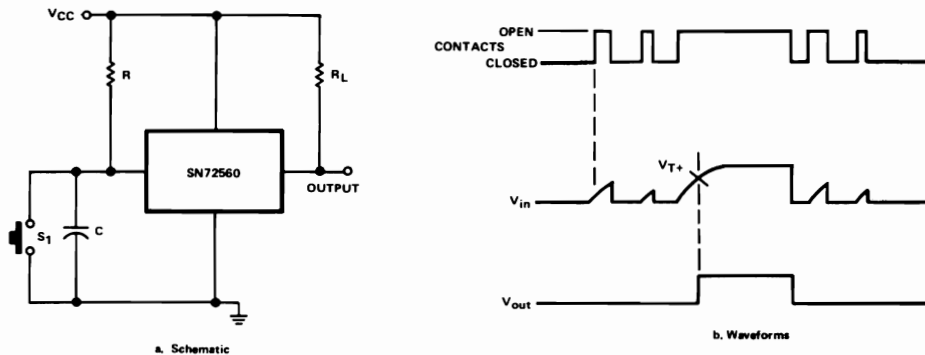 VCC
R
RL
SN72560
OUTPUT
S1
C
a. Schematic
OPEN
CONTACTS
CLOSED
VT+
Vin
Vout
b. Waveforms